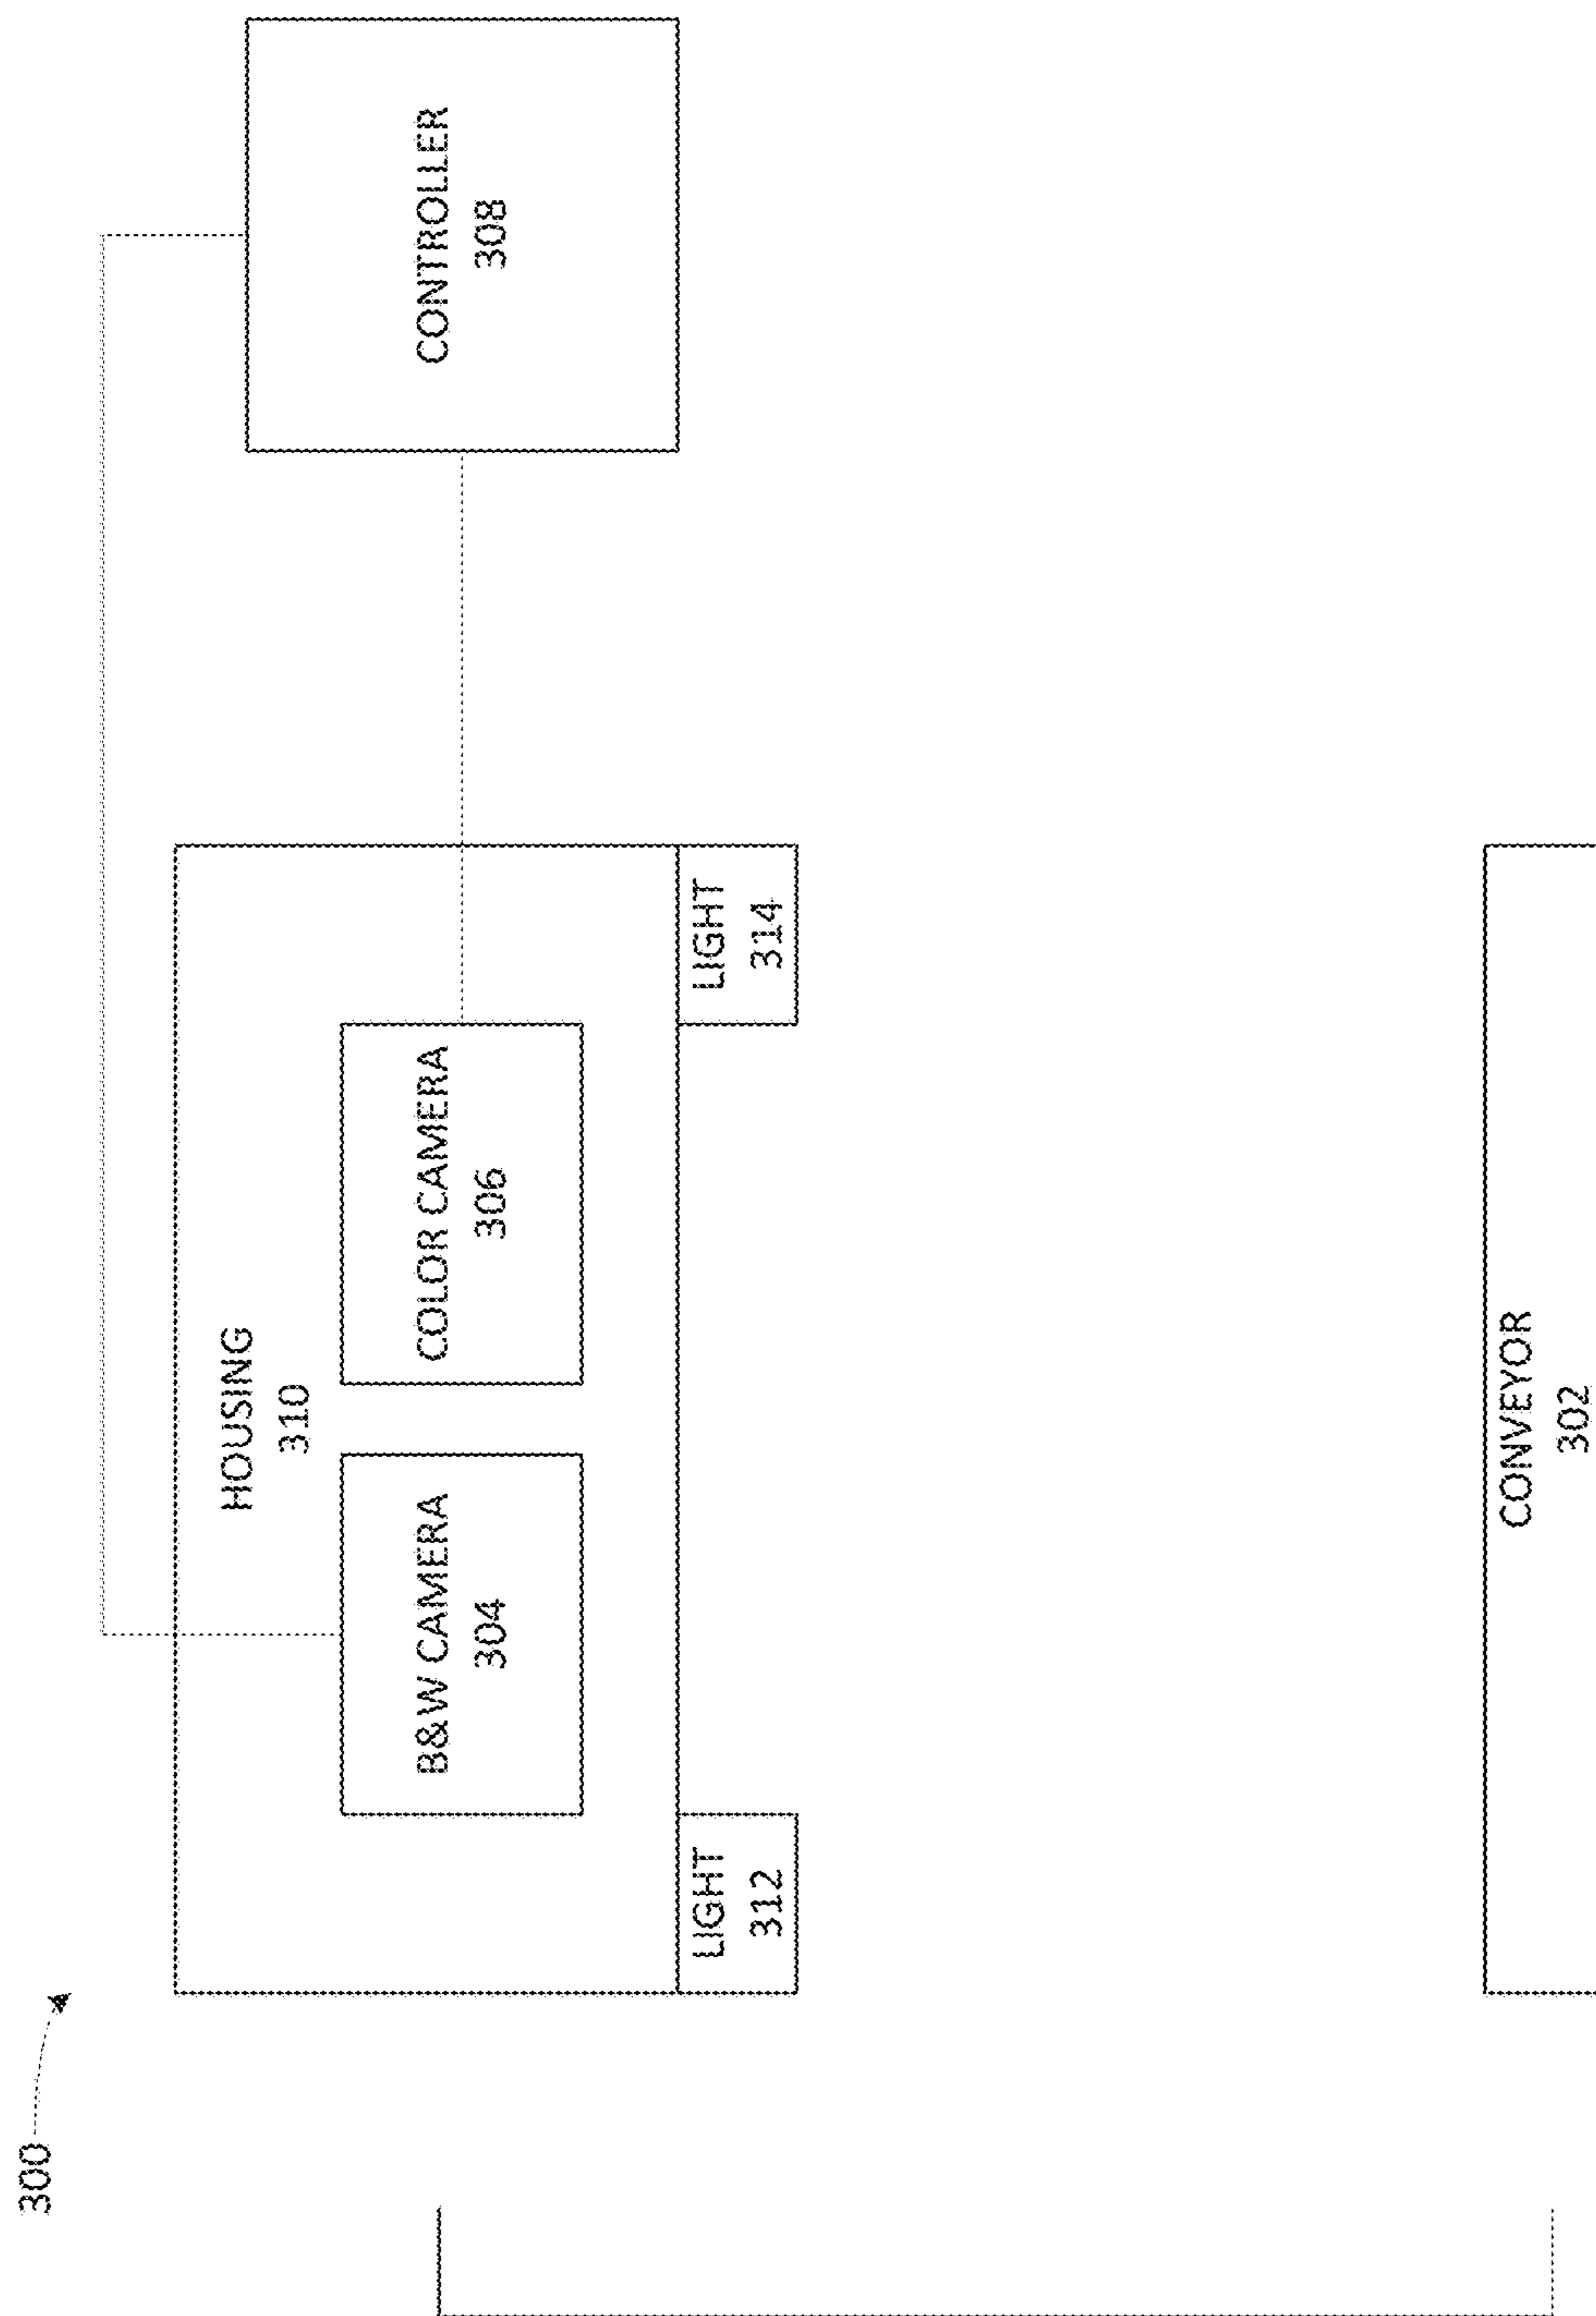 300
HOUSING
310
B&W CAMERA
304
COLOR CAMERA
306
CONTROLLER
308
LIGHT
312
LIGHT
314
CONVEYOR
302